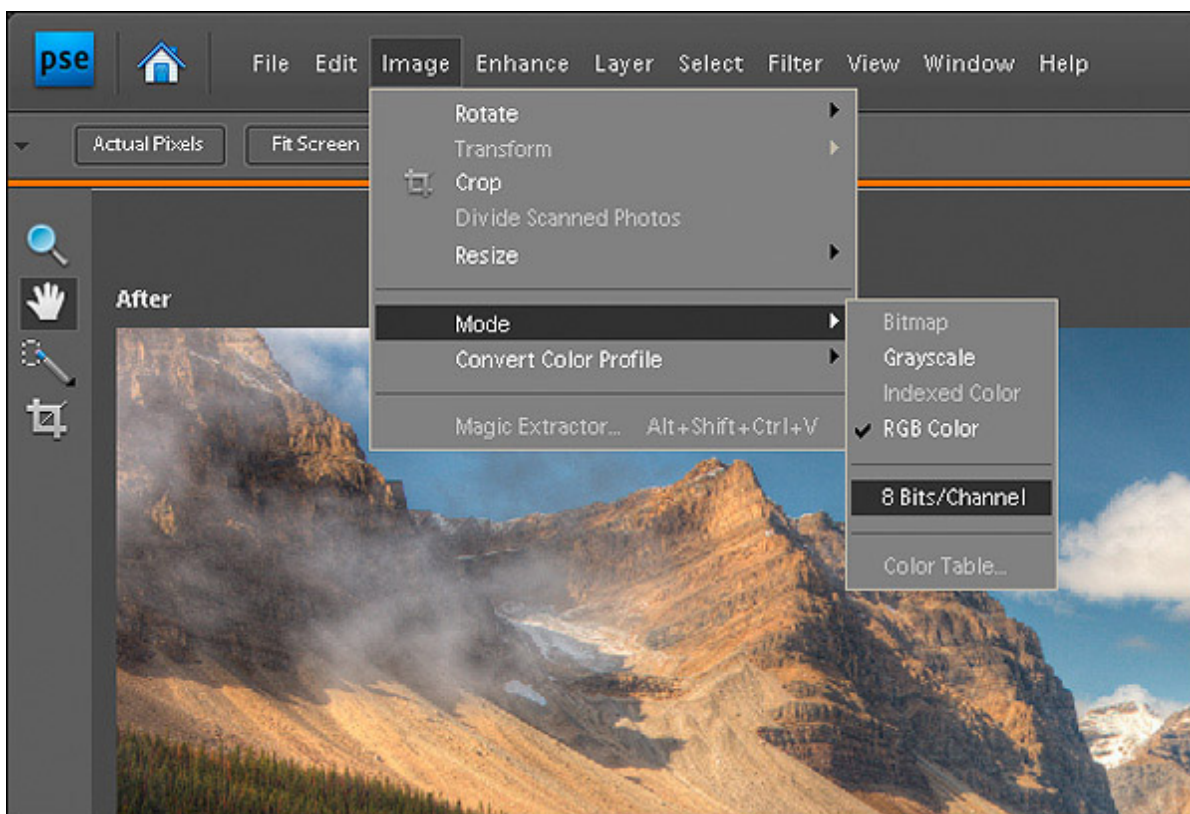 pse File Edit Image Enhance Layer Select Filter View Window Help
Actual Pixels Fit Screen
Rotate
Transform
Crop
Divide Scanned Photos
Resize
After
Mode
Convert Color Profile
Magic Extractor... Alt+Shift+Ctrl+V
Bitmap
Grayscale
Indexed Color
RGB Color
8 Bits/Channel
Color Table...